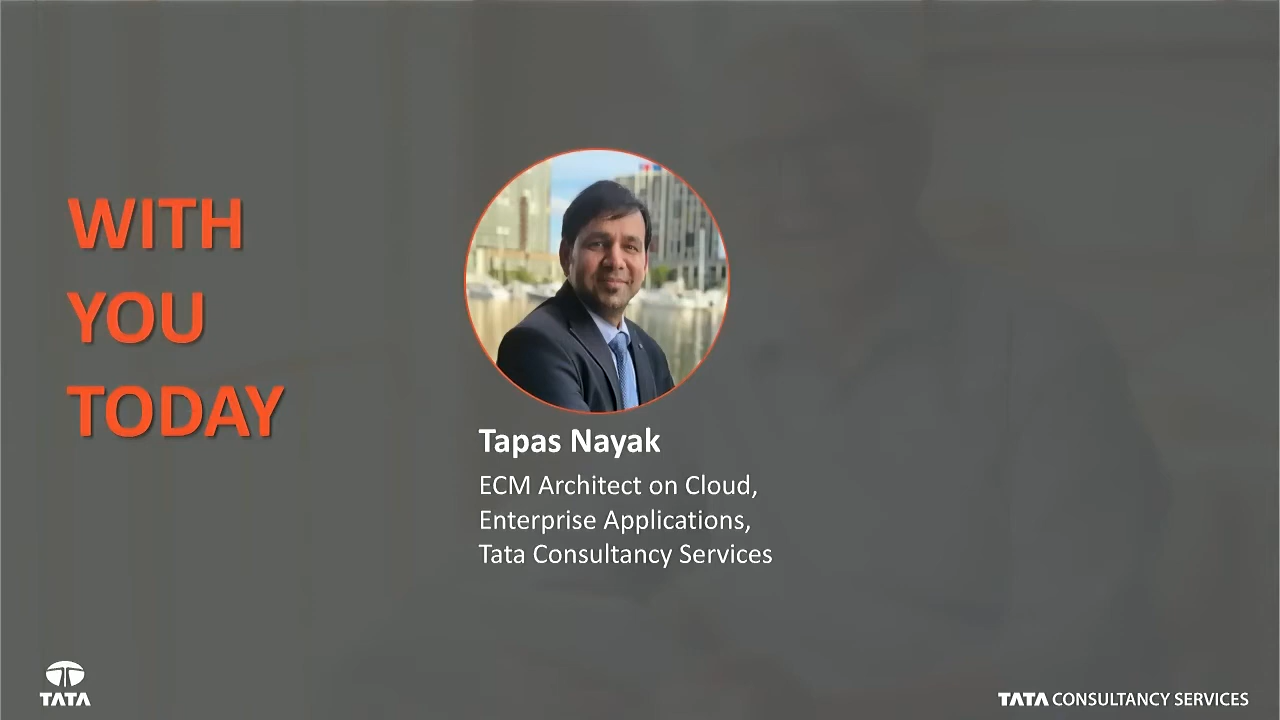 WITH
YOU
TODAY
Tapas Nayak
ECM Architect on Cloud,
Enterprise Applications,
Tata Consultancy Services
TATA
TATA CONSULTANCY SERVICES